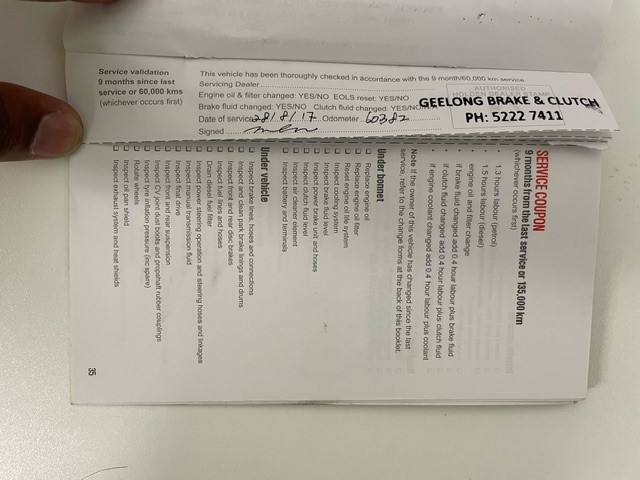 Service validation
9 months since last
service or 60,000 kms
(whichever occurs first)
This vehicle has been thoroughly checked in accordance with the 9 month/60,000 km service.
Servicing Dealer
Engine oil & filter changed: YES/NO EOLS reset: YES/NO
Brake fluid changed: YES/NO Clutch fluid changed: YES/NO/NA
Date of service 28/8/17 Odometer 60382
Signed
AUTHORISED
HOLDEN DEALER STAMP
GEELONG BRAKE & CLUTCH
PH: 5222 7411
SERVICE COUPON
9 months from the last service or 135,000 km
(whichever occurs first)
• 1.3 hours labour (petrol)
1.5 hours labour (diesel)
• engine oil and filter change
• if brake fluid changed add 0.4 hour labour plus brake fluid
• if clutch fluid changed add 0.4 hour labour plus clutch fluid
• if engine coolant changed add 0.4 hour labour plus coolant
Note If the owner of this vehicle has changed since the last
service, refer to the change forms at the back of this booklet.
Under bonnet
Replace engine oil
Replace engine oil filter
Reset engine oil life system
Inspect cooling system
Inspect brake fluid level
Inspect power brake unit and hoses
Inspect clutch fluid level
Inspect air cleaner element
Inspect battery and terminals
Under vehicle
Inspect brake lines, hoses and connections
Inspect and clean park brake linings and drums
Inspect front and rear disc brakes
Inspect fuel lines and hoses
Drain diesel fuel filter
Inspect power steering operation and steering hoses and linkages
Inspect manual transmission fluid
Inspect final drive
Inspect front and rear suspension
Inspect CV joint dust boots and propshaft rubber couplings
Inspect tyre inflation pressure (inc spare)
Rotate wheels
Inspect oil pan shield
Inspect exhaust system and heat shields
35